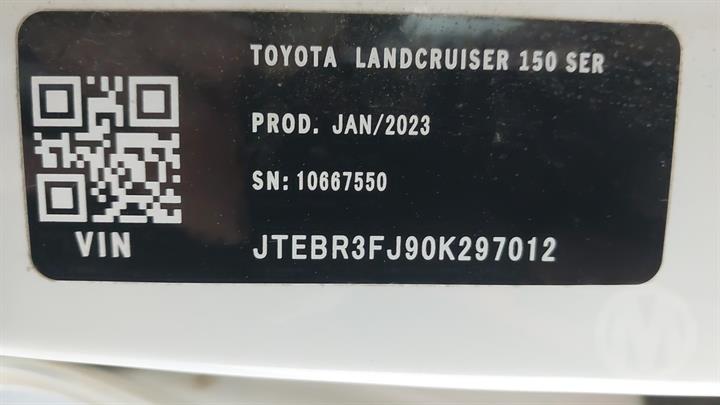 TOYOTA LANDCRUISER 150 SER
PROD. JAN/2023
SN: 10667550
VIN
JTEBR3FJ90K297012
M